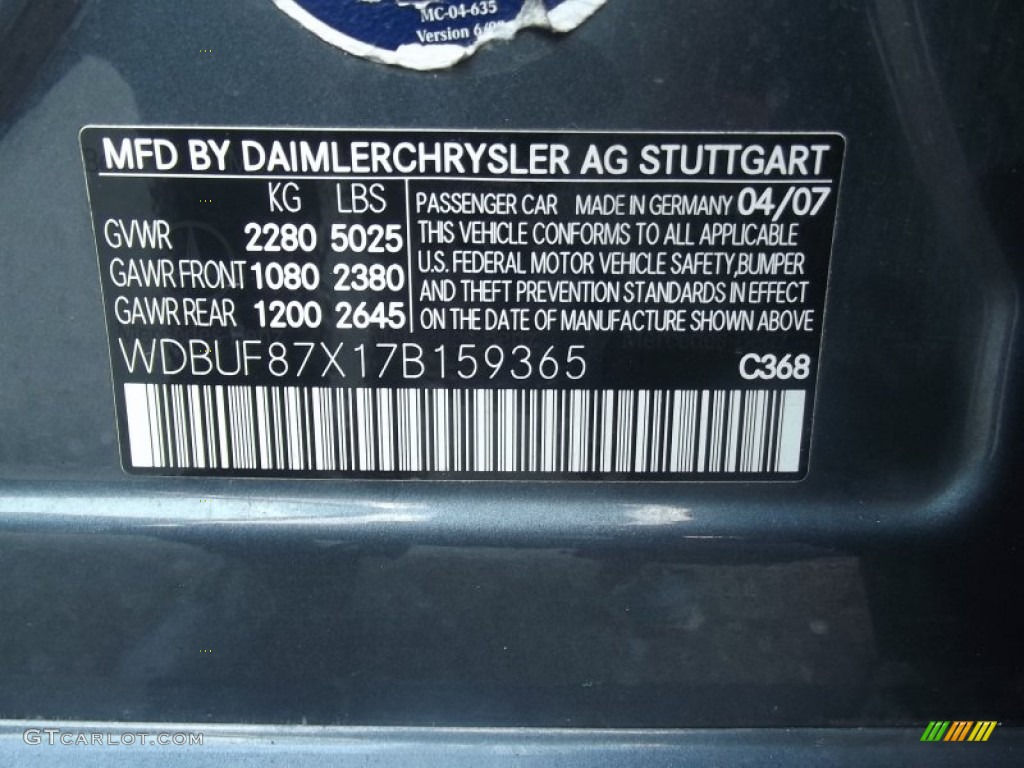 MC-04-635
Version 6/
MFD BY DAIMLERCHRYSLER AG STUTTGART
KG LBS
GVWR 2280 5025
GAWR FRONT 1080 2380
GAWR REAR 1200 2645
PASSENGER CAR MADE IN GERMANY 04/07
THIS VEHICLE CONFORMS TO ALL APPLICABLE
U.S. FEDERAL MOTOR VEHICLE SAFETY, BUMPER
AND THEFT PREVENTION STANDARDS IN EFFECT
ON THE DATE OF MANUFACTURE SHOWN ABOVE
WDBUF87X17B159365 C368
GTCARLOT.COM